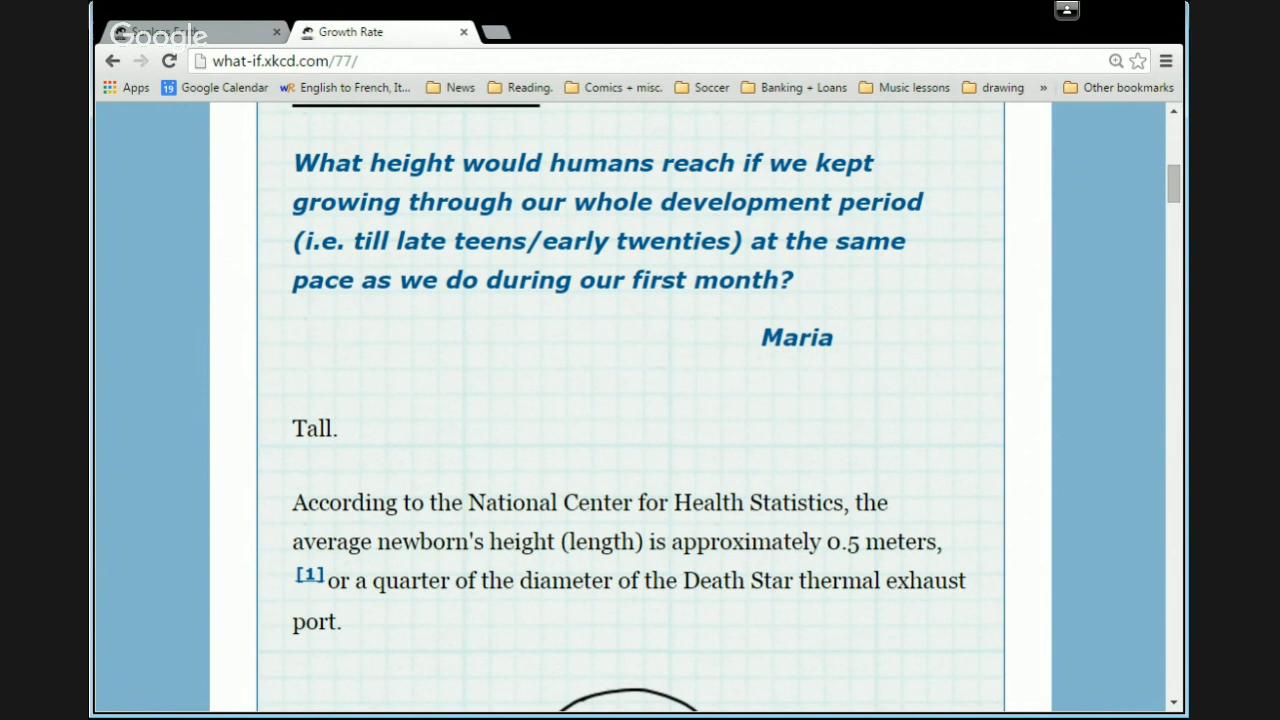 Google
Growth Rate
what-if.xkcd.com/77/
Apps 19 Google Calendar wR English to French, It... News Reading. Comics + misc. Soccer Banking + Loans Music lessons drawing » Other bookmarks
What height would humans reach if we kept
growing through our whole development period
(i.e. till late teens/early twenties) at the same
pace as we do during our first month?
Maria
Tall.
According to the National Center for Health Statistics, the
average newborn's height (length) is approximately 0.5 meters,
[1] or a quarter of the diameter of the Death Star thermal exhaust
port.